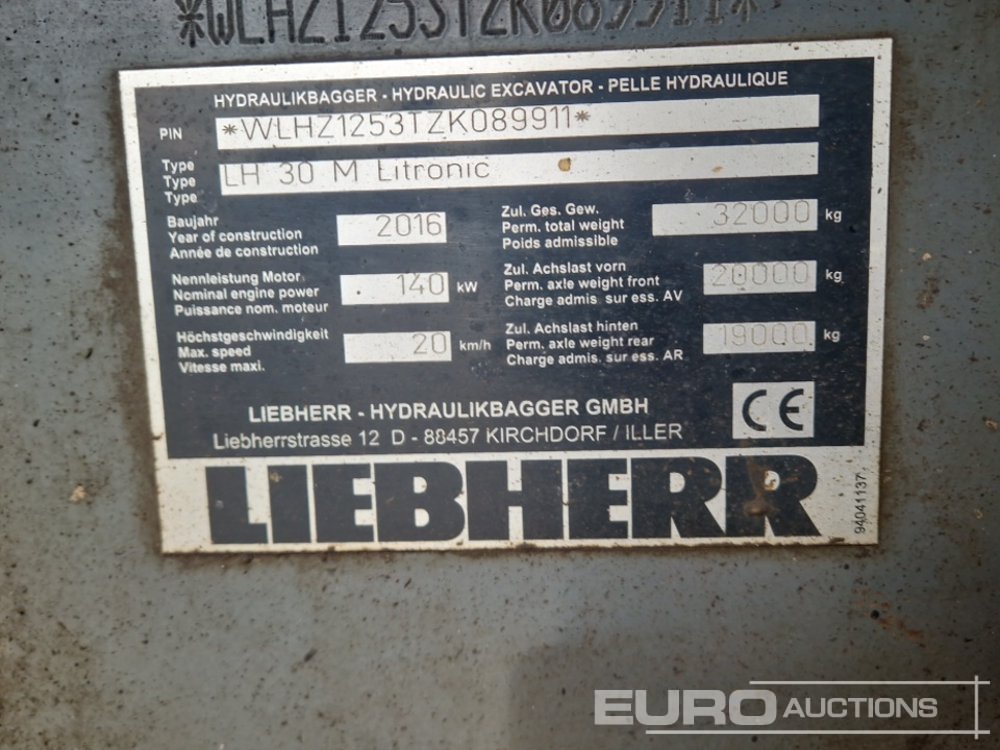 *WLHZ1253TZK089911*
HYDRAULIKBAGGER - HYDRAULIC EXCAVATOR - PELLE HYDRAULIQUE
PIN *WLHZ1253TZK089911*
Type
Type LH 30 M Litronic
Type
Baujahr
Year of construction 2016
Année de construction
Zul. Ges. Gew.
Perm. total weight 32000 kg
Poids admissible
Nennleistung Motor
Nominal engine power 140 kW
Puissance nom. moteur
Zul. Achslast vorn
Perm. axle weight front 20000 kg
Charge admis. sur ess. AV
Höchstgeschwindigkeit
Max. speed 20 km/h
Vitesse maxi.
Zul. Achslast hinten
Perm. axle weight rear 19000 kg
Charge admis. sur ess. AR
LIEBHERR - HYDRAULIKBAGGER GMBH
Liebherrstrasse 12 D - 88457 KIRCHDORF / ILLER
CE
LIEBHERR
94041137
EURO AUCTIONS